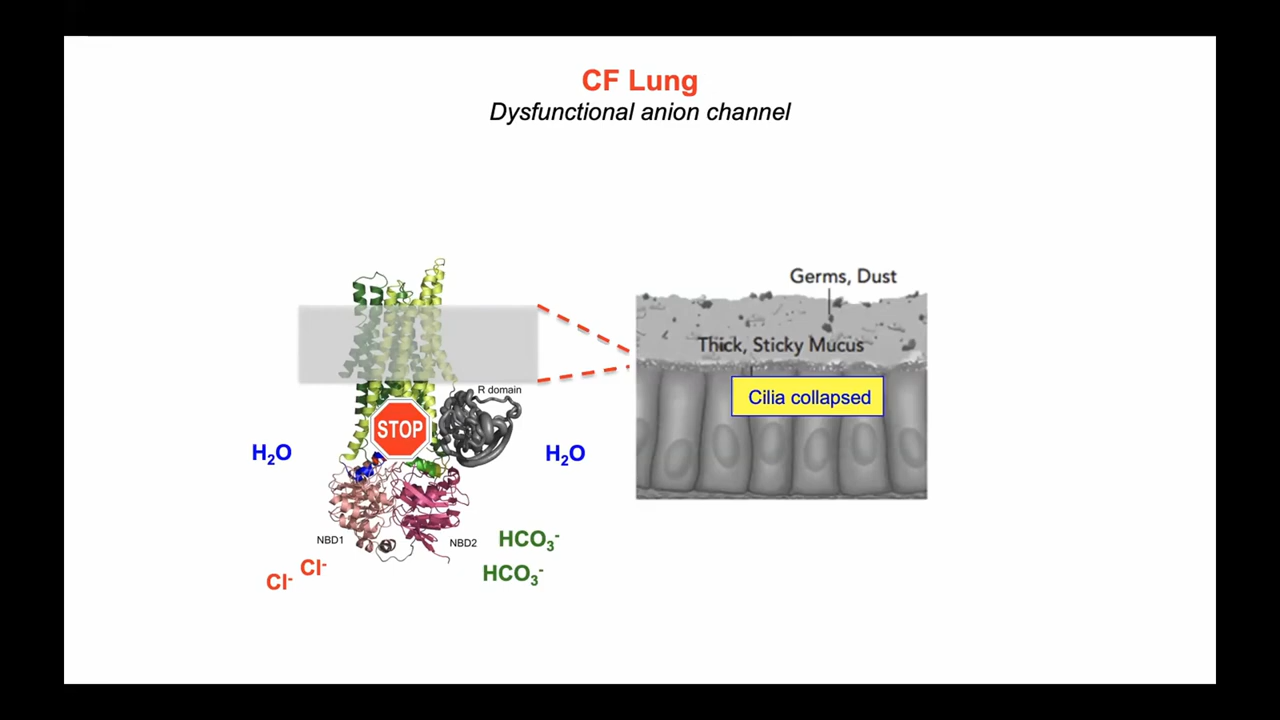 CF Lung
Dysfunctional anion channel
Germs, Dust
Thick, Sticky Mucus
Cilia collapsed
R domain
STOP
H₂O
H₂O
NBD1
NBD2
HCO₃⁻
HCO₃⁻
Cl⁻
Cl⁻